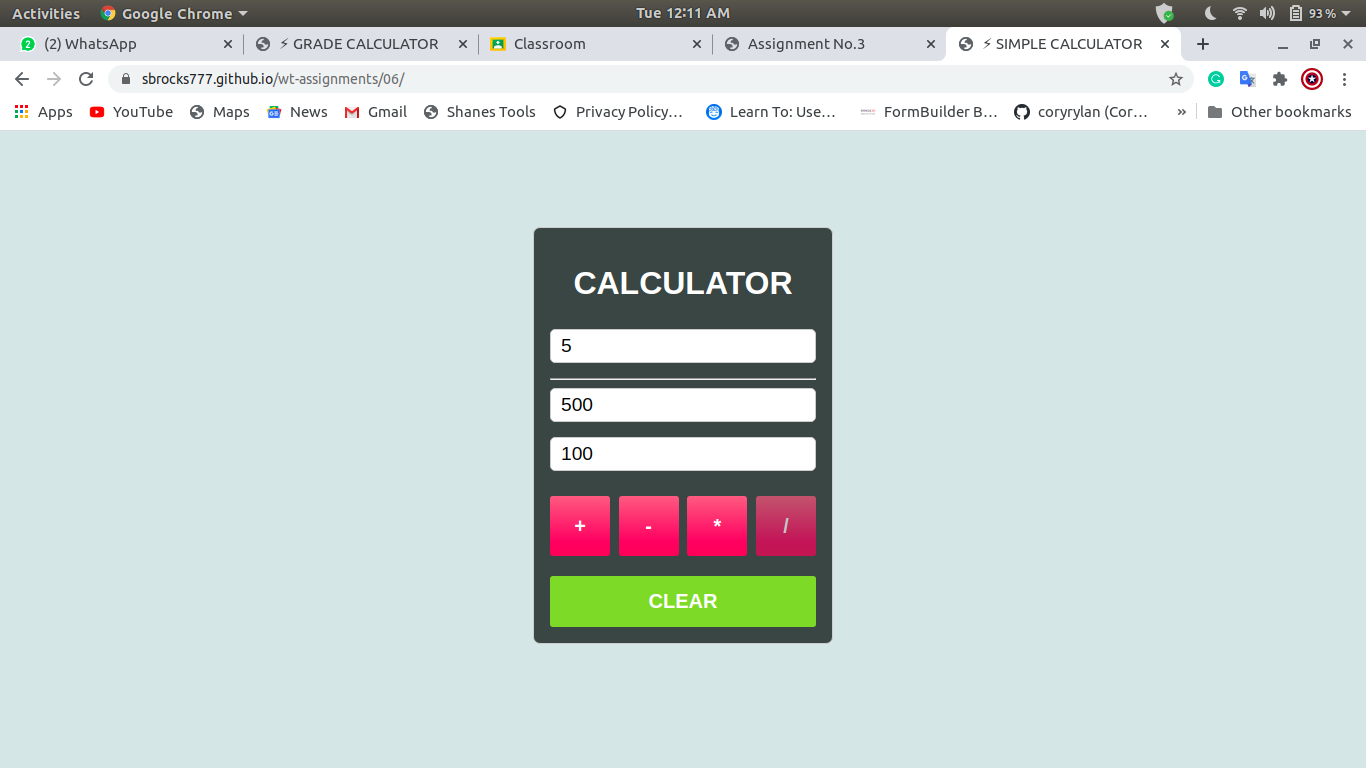 Activities Google Chrome Tue 12:11 AM 93 %
2 (2) WhatsApp ⚡ GRADE CALCULATOR Classroom Assignment No.3 ⚡ SIMPLE CALCULATOR
sbrocks777.github.io/wt-assignments/06/
Apps YouTube Maps News Gmail Shanes Tools Privacy Policy… Learn To: Use… FormBuilder B… coryrylan (Cor… » Other bookmarks
CALCULATOR
5
500
100
+ - * /
CLEAR